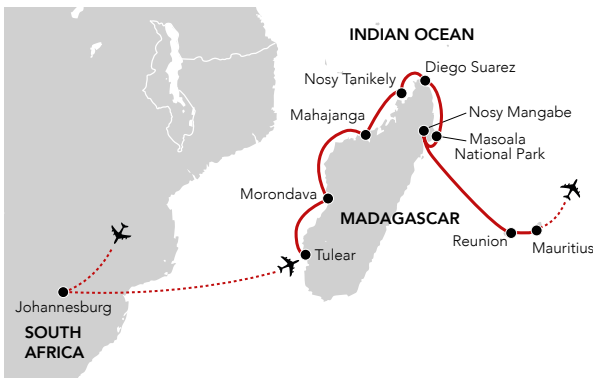 INDIAN OCEAN
Diego Suarez
Nosy Tanikely
Nosy Mangabe
Mahajanga
Masoala
National Park
Morondava
MADAGASCAR
Reunion
Mauritius
Tulear
Johannesburg
SOUTH
AFRICA